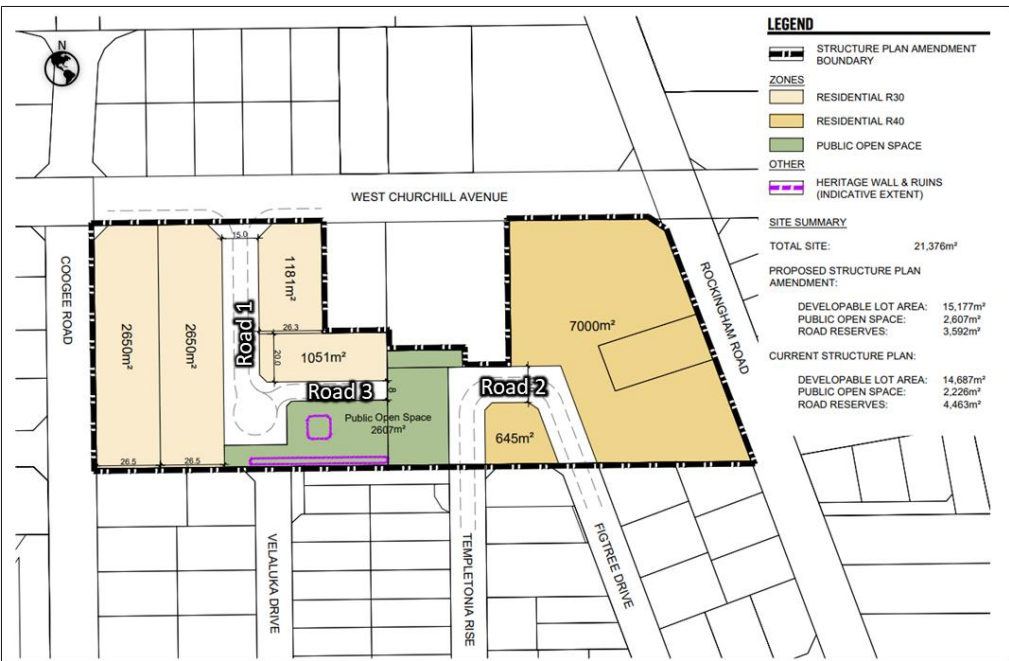 N
WEST CHURCHILL AVENUE
COOGEE ROAD
ROCKINGHAM ROAD
15.0
1181m²
2650m²
2650m²
Road 1
26.3
20.0
1051m²
7000m²
Road 3
8
Road 2
Public Open Space
2607m²
645m²
26.5
26.5
VELALUKA DRIVE
TEMPLETONIA RISE
FIGTREE DRIVE
LEGEND
STRUCTURE PLAN AMENDMENT
BOUNDARY
ZONES
RESIDENTIAL R30
RESIDENTIAL R40
PUBLIC OPEN SPACE
OTHER
HERITAGE WALL & RUINS
(INDICATIVE EXTENT)
SITE SUMMARY
TOTAL SITE: 21,376m²
PROPOSED STRUCTURE PLAN
AMENDMENT:
DEVELOPABLE LOT AREA: 15,177m²
PUBLIC OPEN SPACE: 2,607m²
ROAD RESERVES: 3,592m²
CURRENT STRUCTURE PLAN:
DEVELOPABLE LOT AREA: 14,687m²
PUBLIC OPEN SPACE: 2,226m²
ROAD RESERVES: 4,463m²